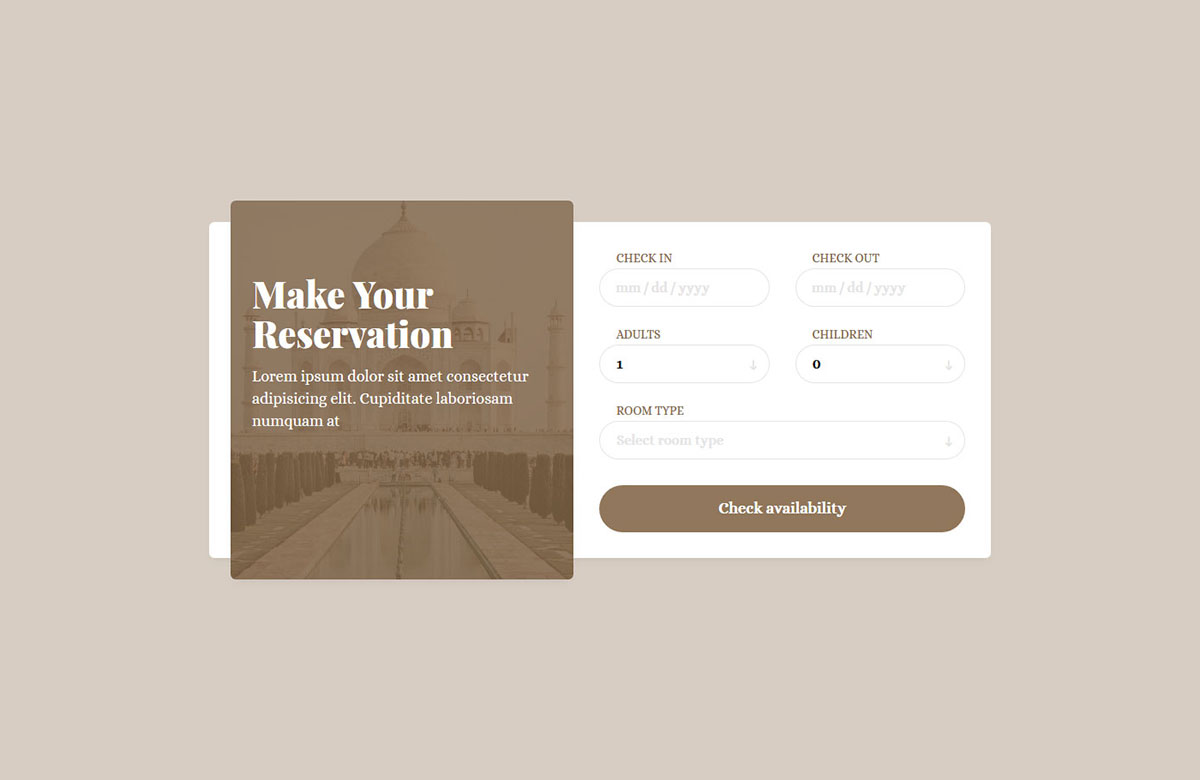 Make Your
Reservation
Lorem ipsum dolor sit amet consectetur
adipisicing elit. Cupiditate laboriosam
numquam at
CHECK IN
mm / dd / yyyy
CHECK OUT
mm / dd / yyyy
ADULTS
1
CHILDREN
0
ROOM TYPE
Select room type
Check availability